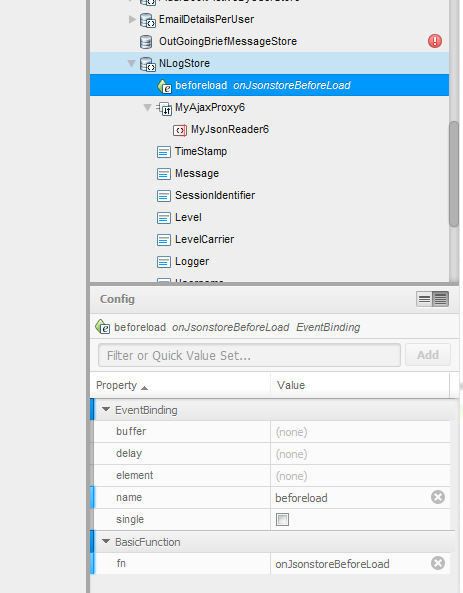 EmailDetailsPerUser
OutGoingBriefMessageStore
NLogStore
beforeload onJsonstoreBeforeLoad
MyAjaxProxy6
MyJsonReader6
TimeStamp
Message
SessionIdentifier
Level
LevelCarrier
Logger
Config
beforeload onJsonstoreBeforeLoad EventBinding
Filter or Quick Value Set...
Add
Property Value
EventBinding
buffer (none)
delay (none)
element (none)
name beforeload
single
BasicFunction
fn onJsonstoreBeforeLoad